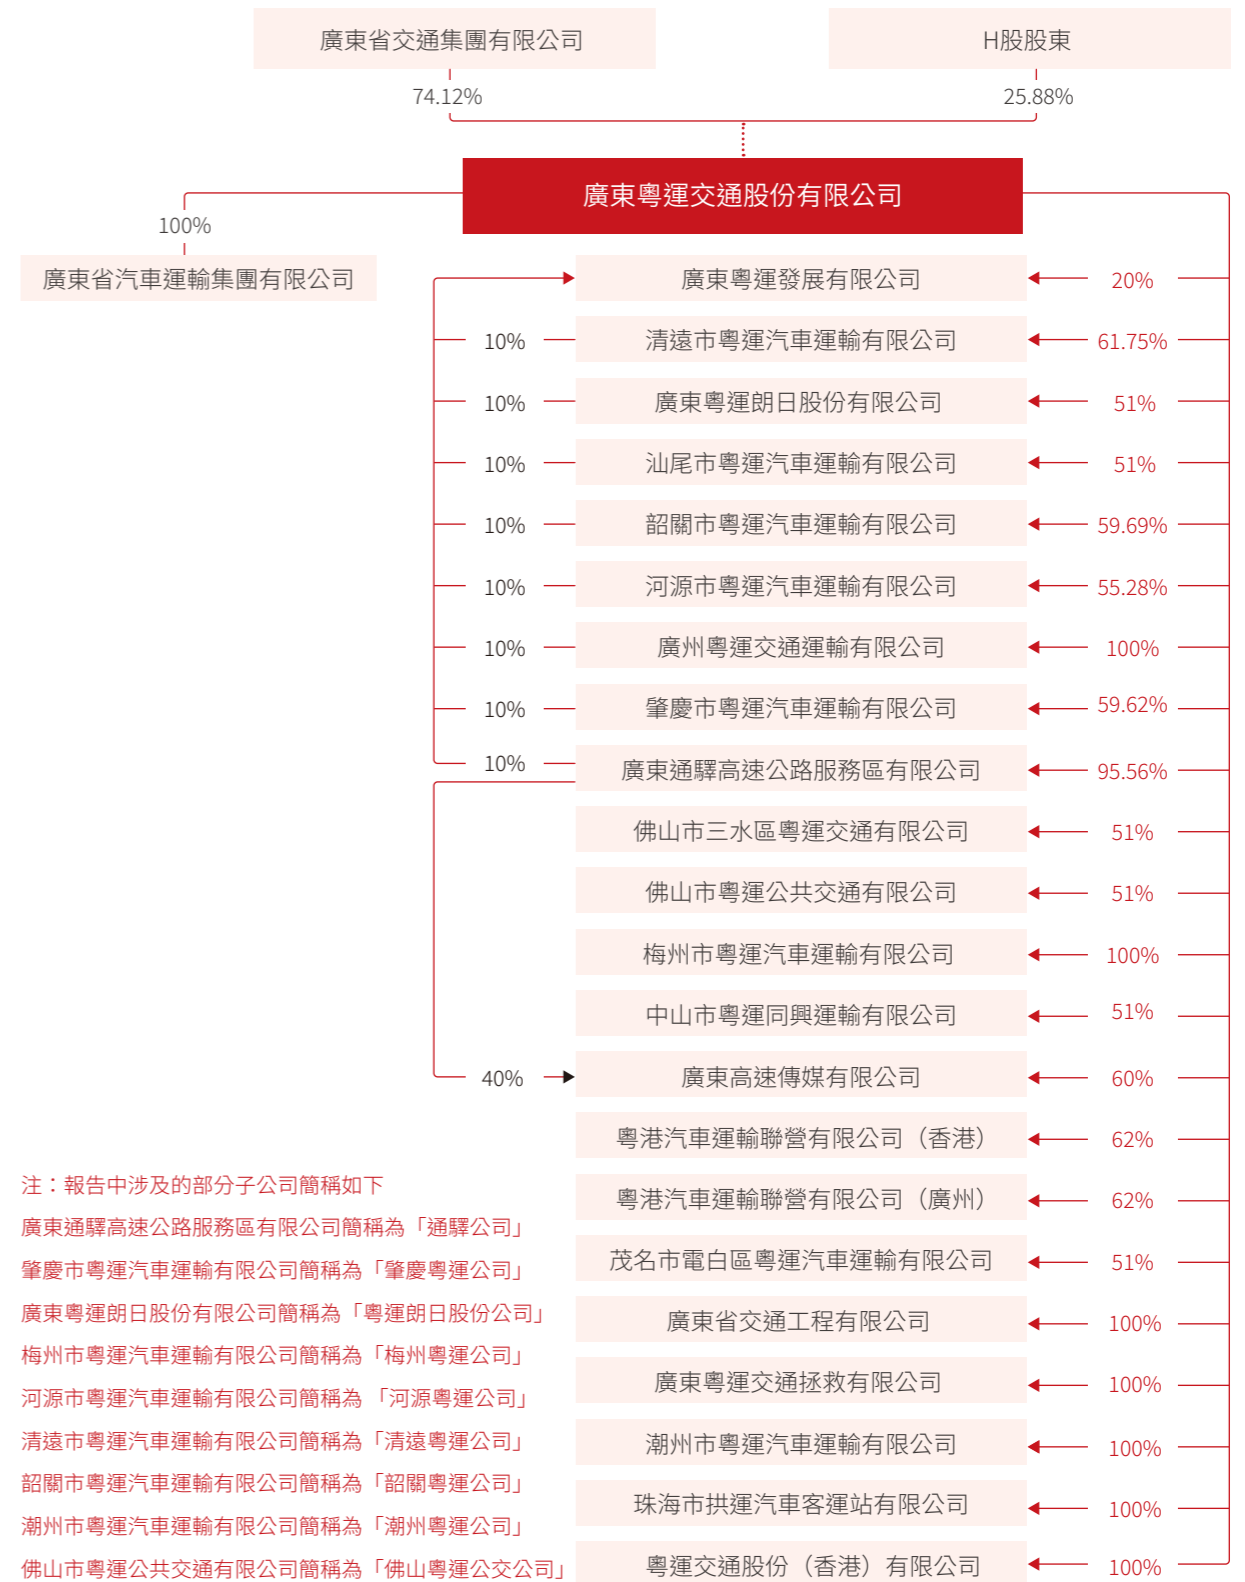 廣東省交通集團有限公司
H股股東
74.12%
25.88%
廣東粵運交通股份有限公司
100%
廣東省汽車運輸集團有限公司
廣東粵運發展有限公司
20%
10%
清遠市粵運汽車運輸有限公司
61.75%
10%
廣東粵運朗日股份有限公司
51%
10%
汕尾市粵運汽車運輸有限公司
51%
10%
韶關市粵運汽車運輸有限公司
59.69%
10%
河源市粵運汽車運輸有限公司
55.28%
10%
廣州粵運交通運輸有限公司
100%
10%
肇慶市粵運汽車運輸有限公司
59.62%
10%
廣東通驛高速公路服務區有限公司
95.56%
佛山市三水區粵運交通有限公司
51%
佛山市粵運公共交通有限公司
51%
梅州市粵運汽車運輸有限公司
100%
中山市粵運同興運輸有限公司
51%
40%
廣東高速傳媒有限公司
60%
粵港汽車運輸聯營有限公司（香港）
62%
粵港汽車運輸聯營有限公司（廣州）
62%
茂名市電白區粵運汽車運輸有限公司
51%
廣東省交通工程有限公司
100%
廣東粵運交通拯救有限公司
100%
潮州市粵運汽車運輸有限公司
100%
珠海市拱運汽車客運站有限公司
100%
粵運交通股份（香港）有限公司
100%
注：報告中涉及的部分子公司簡稱如下
廣東通驛高速公路服務區有限公司簡稱為「通驛公司」
肇慶市粵運汽車運輸有限公司簡稱為「肇慶粵運公司」
廣東粵運朗日股份有限公司簡稱為「粵運朗日股份公司」
梅州市粵運汽車運輸有限公司簡稱為「梅州粵運公司」
河源市粵運汽車運輸有限公司簡稱為「河源粵運公司」
清遠市粵運汽車運輸有限公司簡稱為「清遠粵運公司」
韶關市粵運汽車運輸有限公司簡稱為「韶關粵運公司」
潮州市粵運汽車運輸有限公司簡稱為「潮州粵運公司」
佛山市粵運公共交通有限公司簡稱為「佛山粵運公交公司」